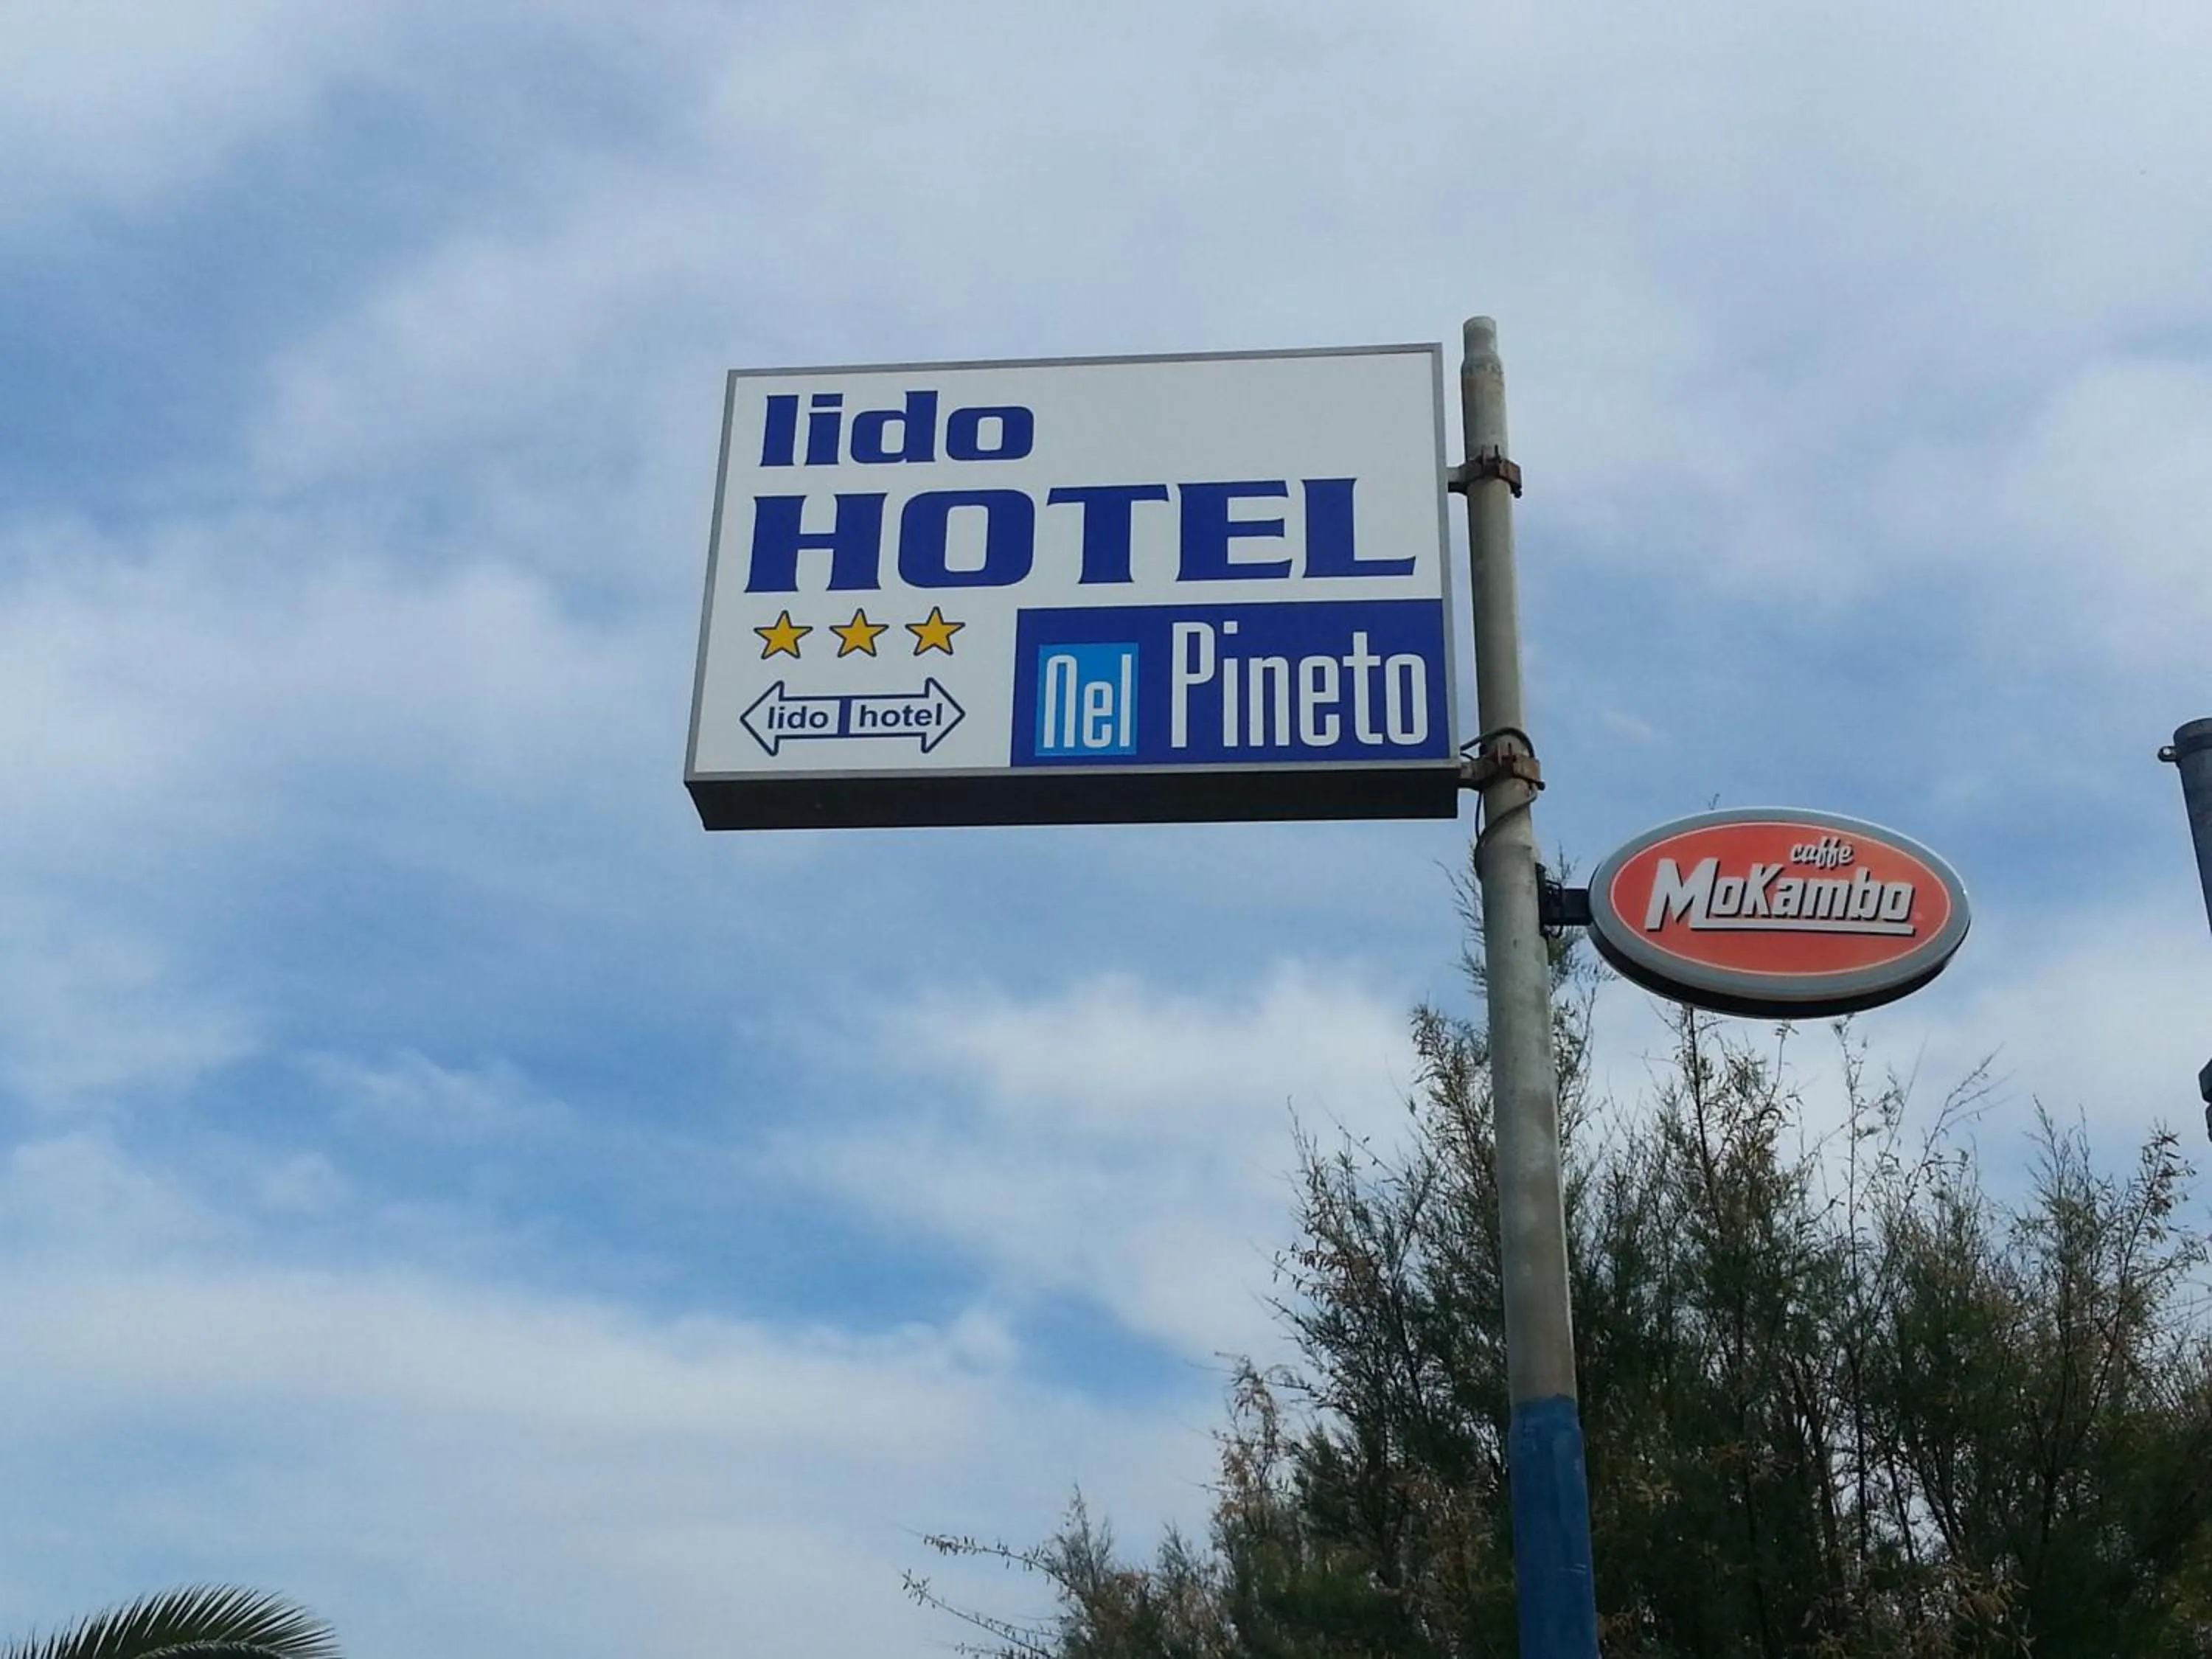 lido
HOTEL
lido hotel
Nel Pineto
caffè
MoKambo